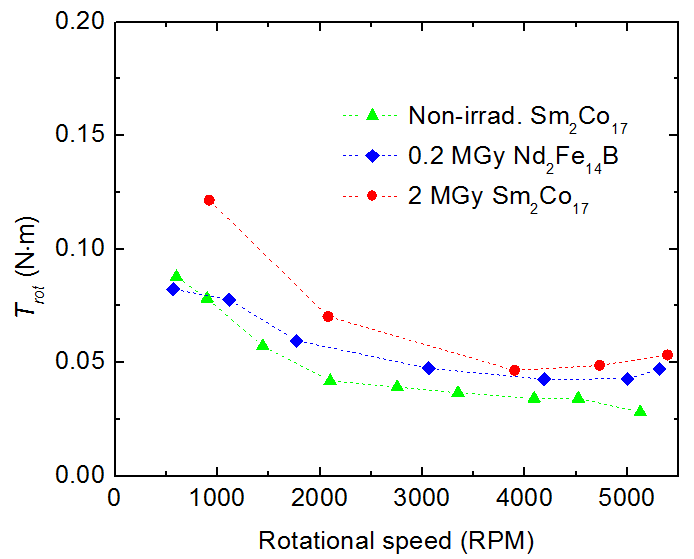 0.20
0.15
0.10
0.05
0.00
T_rot (N·m)
Non-irrad. Sm₂Co₁₇
0.2 MGy Nd₂Fe₁₄B
2 MGy Sm₂Co₁₇
0 1000 2000 3000 4000 5000
Rotational speed (RPM)